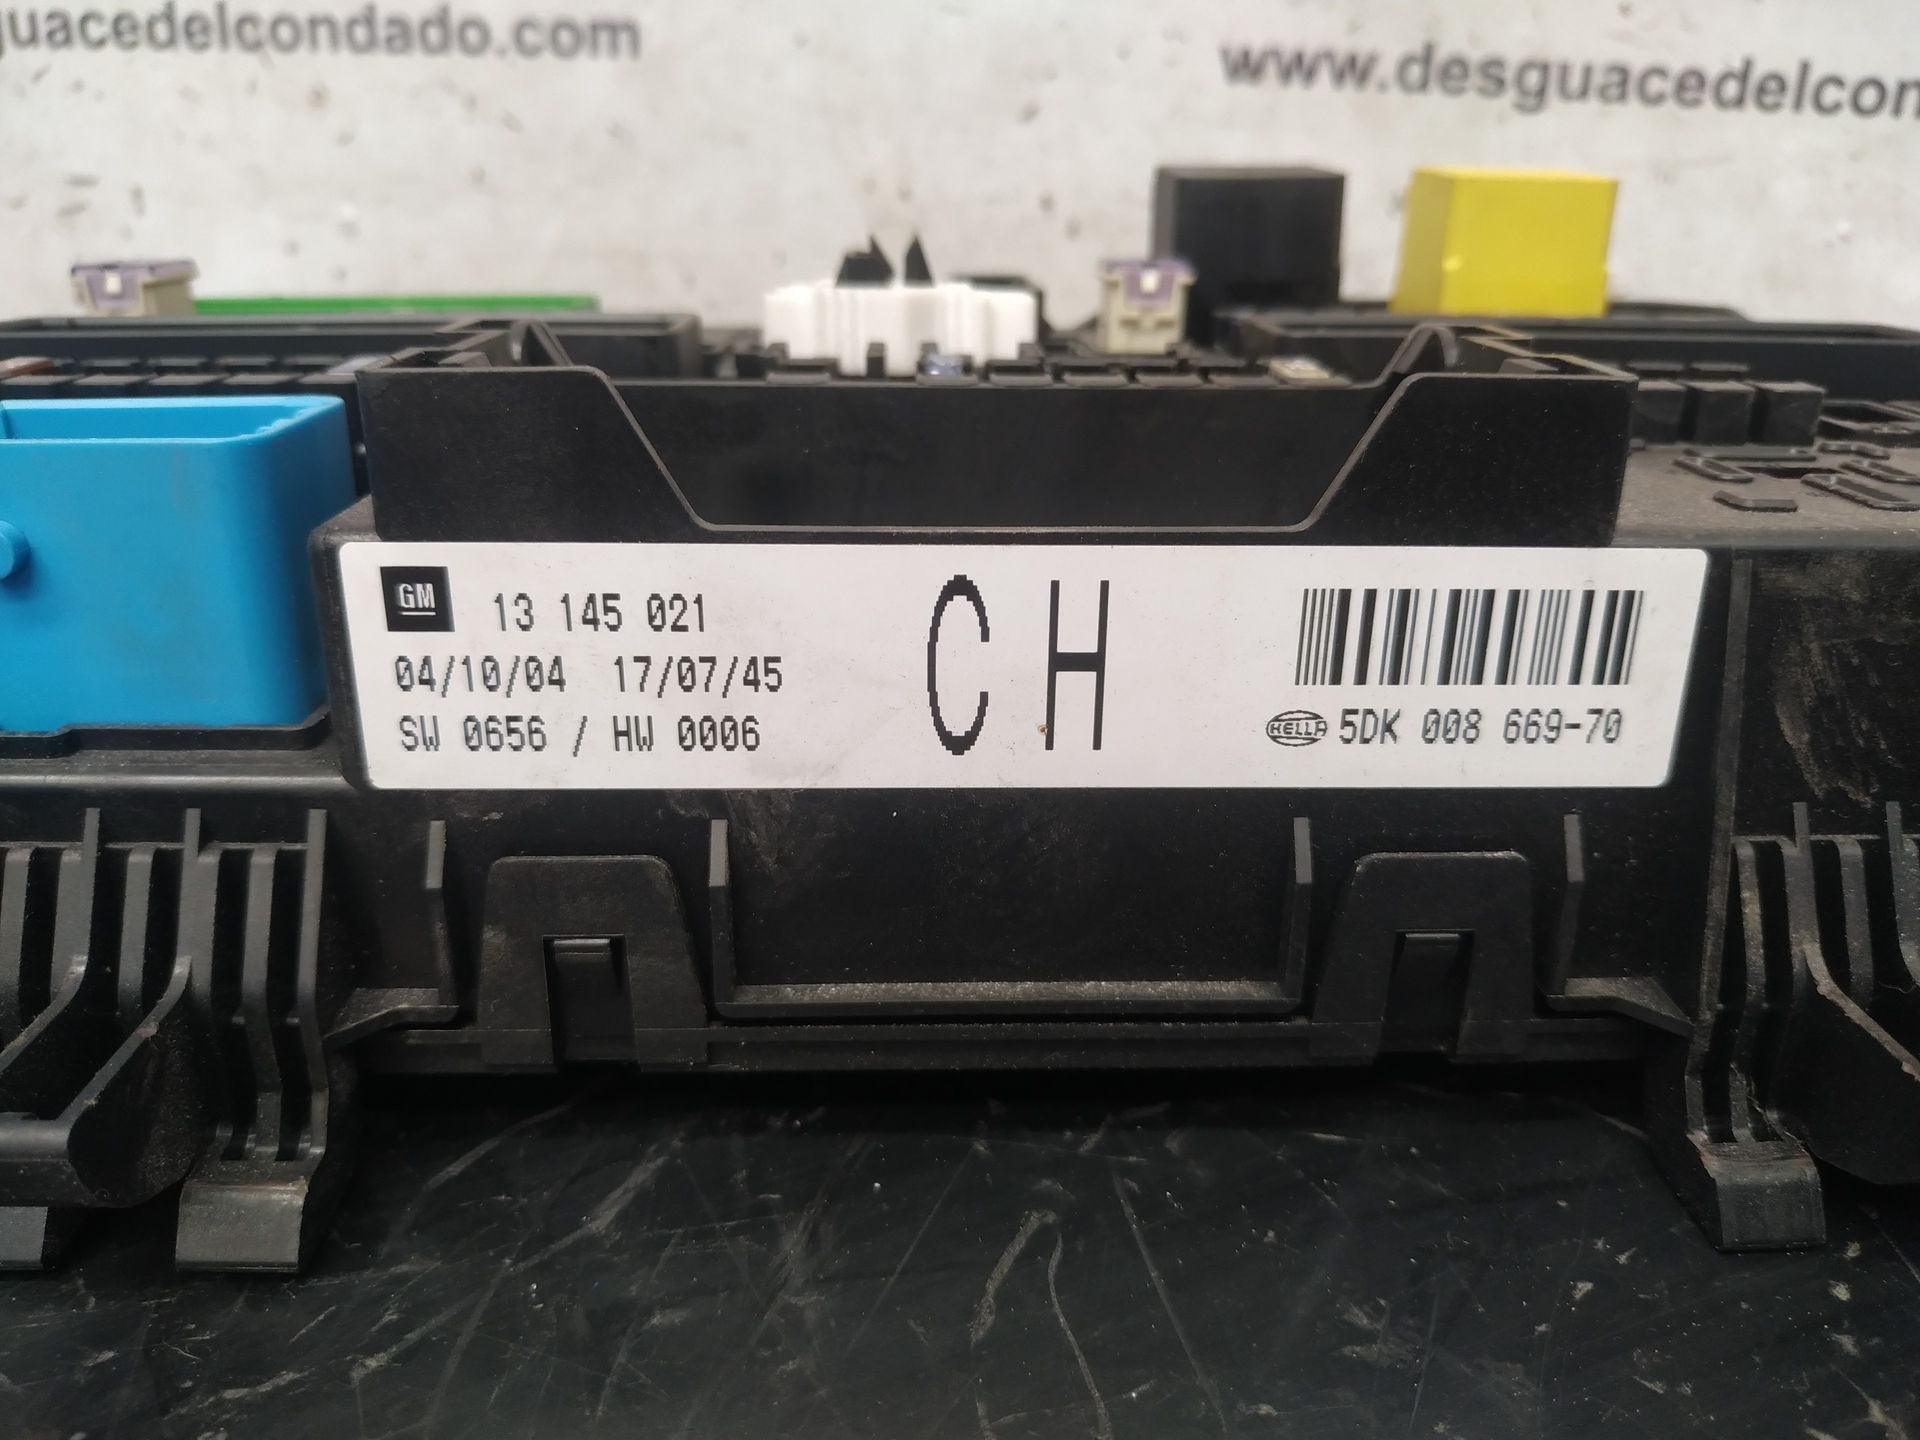 guacedelcondado.com
www.desguacedelcon
GM 13 145 021
04/10/04 17/07/45
SW 0656 / HW 0006
CH
HELLA 5DK 008 669-70